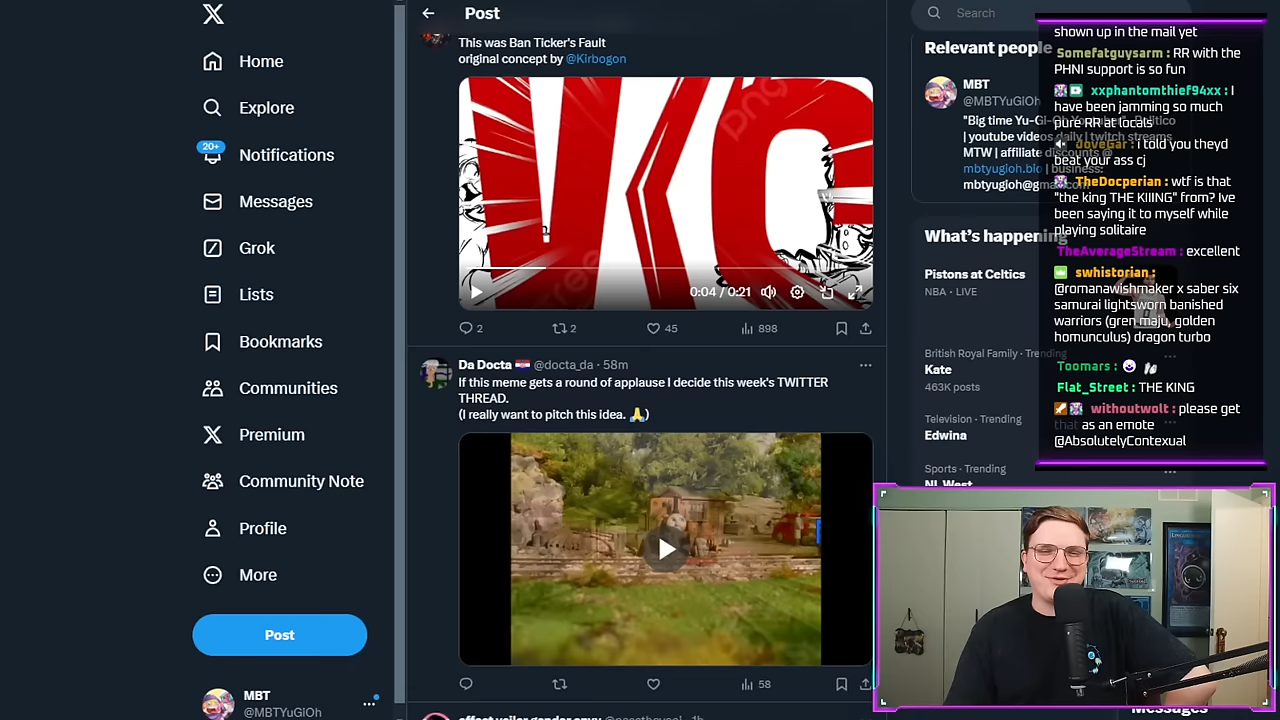 Home
Explore
20+
Notifications
Messages
Grok
Lists
Bookmarks
Communities
Premium
Community Note
Profile
More
Post
MBT
@MBTYuGiOh
Post
This was Ban Ticker's Fault
original concept by @Kirbogon
KO
0:04 / 0:21
2
2
45
898
Da Docta @docta_da · 58m
If this meme gets a round of applause I decide this week's TWITTER
THREAD.
(I really want to pitch this idea. 🙏)
58
Search
Relevant people
MBT
@MBTYuGiOh
"Big time Yu-Gi-Oh
| youtube videos daily | twitch streams
MTW | affiliate discounts @
mbtyugioh.blo | business:
What's happening
Pistons at Celtics
NBA · LIVE
British Royal Family · Trending
Kate
463K posts
Television · Trending
Edwina
Sports · Trending
NL West
shown up in the mail yet
Somefatguysarm : RR with the
PHNI support is so fun
xxphantomthief94xx : I
have been jamming so much
pure RR at locals
JoveGar : i told you theyd
beat your ass cj
TheDocperian : wtf is that
"the king THE KIIING" from? Ive
been saying it to myself while
playing solitaire
TheAverageStream : excellent
swhistorian :
@romanawishmaker x saber six
samurai lightsworn banished
warriors (gren maju, golden
homunculus) dragon turbo
Toomars :
Flat_Street : THE KING
withoutwolt : please get
that as an emote
@AbsolutelyContexual
Messages